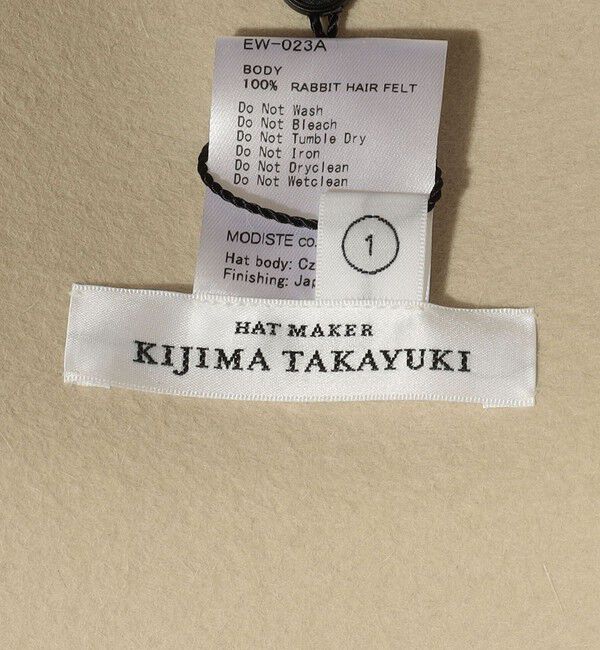 EW-023A
BODY
100% RABBIT HAIR FELT
Do Not Wash
Do Not Bleach
Do Not Tumble Dry
Do Not Iron
Do Not Dryclean
Do Not Wetclean
1
MODISTE CO.
Hat body:
Finishing:
HAT MAKER
KIJIMA TAKAYUKI